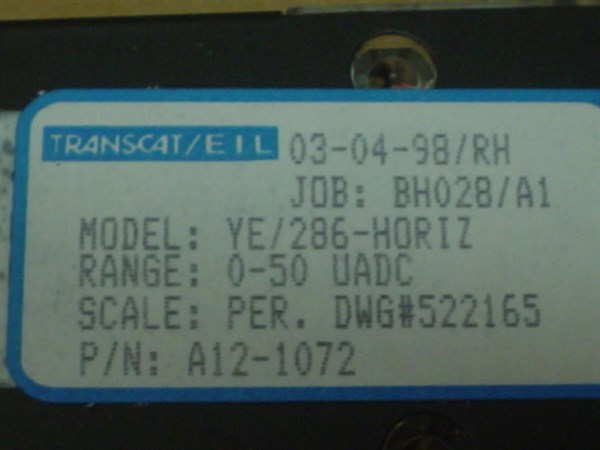 TRANSCAT/EIL 03-04-98/RH
JOB: BH028/A1
MODEL: YE/286-HORIZ
RANGE: 0-50 UADC
SCALE: PER. DWG#522165
P/N: A12-1072